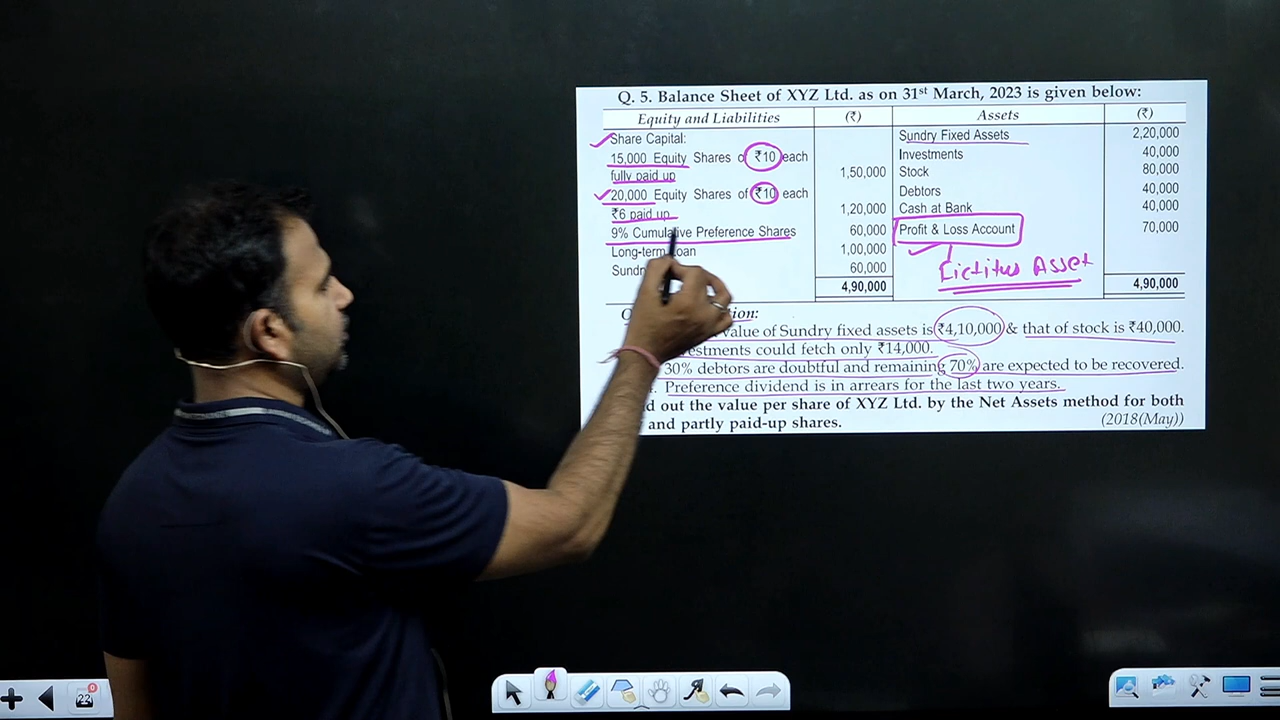 Q. 5. Balance Sheet of XYZ Ltd. as on 31st March, 2023 is given below:
Equity and Liabilities (₹) Assets (₹)
Share Capital: Sundry Fixed Assets 2,20,000
15,000 Equity Shares of ₹10 each Investments 40,000
fully paid up 1,50,000 Stock 80,000
20,000 Equity Shares of ₹10 each Debtors 40,000
₹6 paid up 1,20,000 Cash at Bank 40,000
9% Cumulative Preference Shares 60,000 Profit & Loss Account 70,000
Long-term Loan 1,00,000
60,000
Fictitus Asset
4,90,000 4,90,000
value of Sundry fixed assets is ₹4,10,000 & that of stock is ₹40,000.
could fetch only ₹14,000.
30% debtors are doubtful and remaining 70% are expected to be recovered.
Preference dividend is in arrears for the last two years.
out the value per share of XYZ Ltd. by the Net Assets method for both
and partly paid-up shares. (2018(May))
22
0